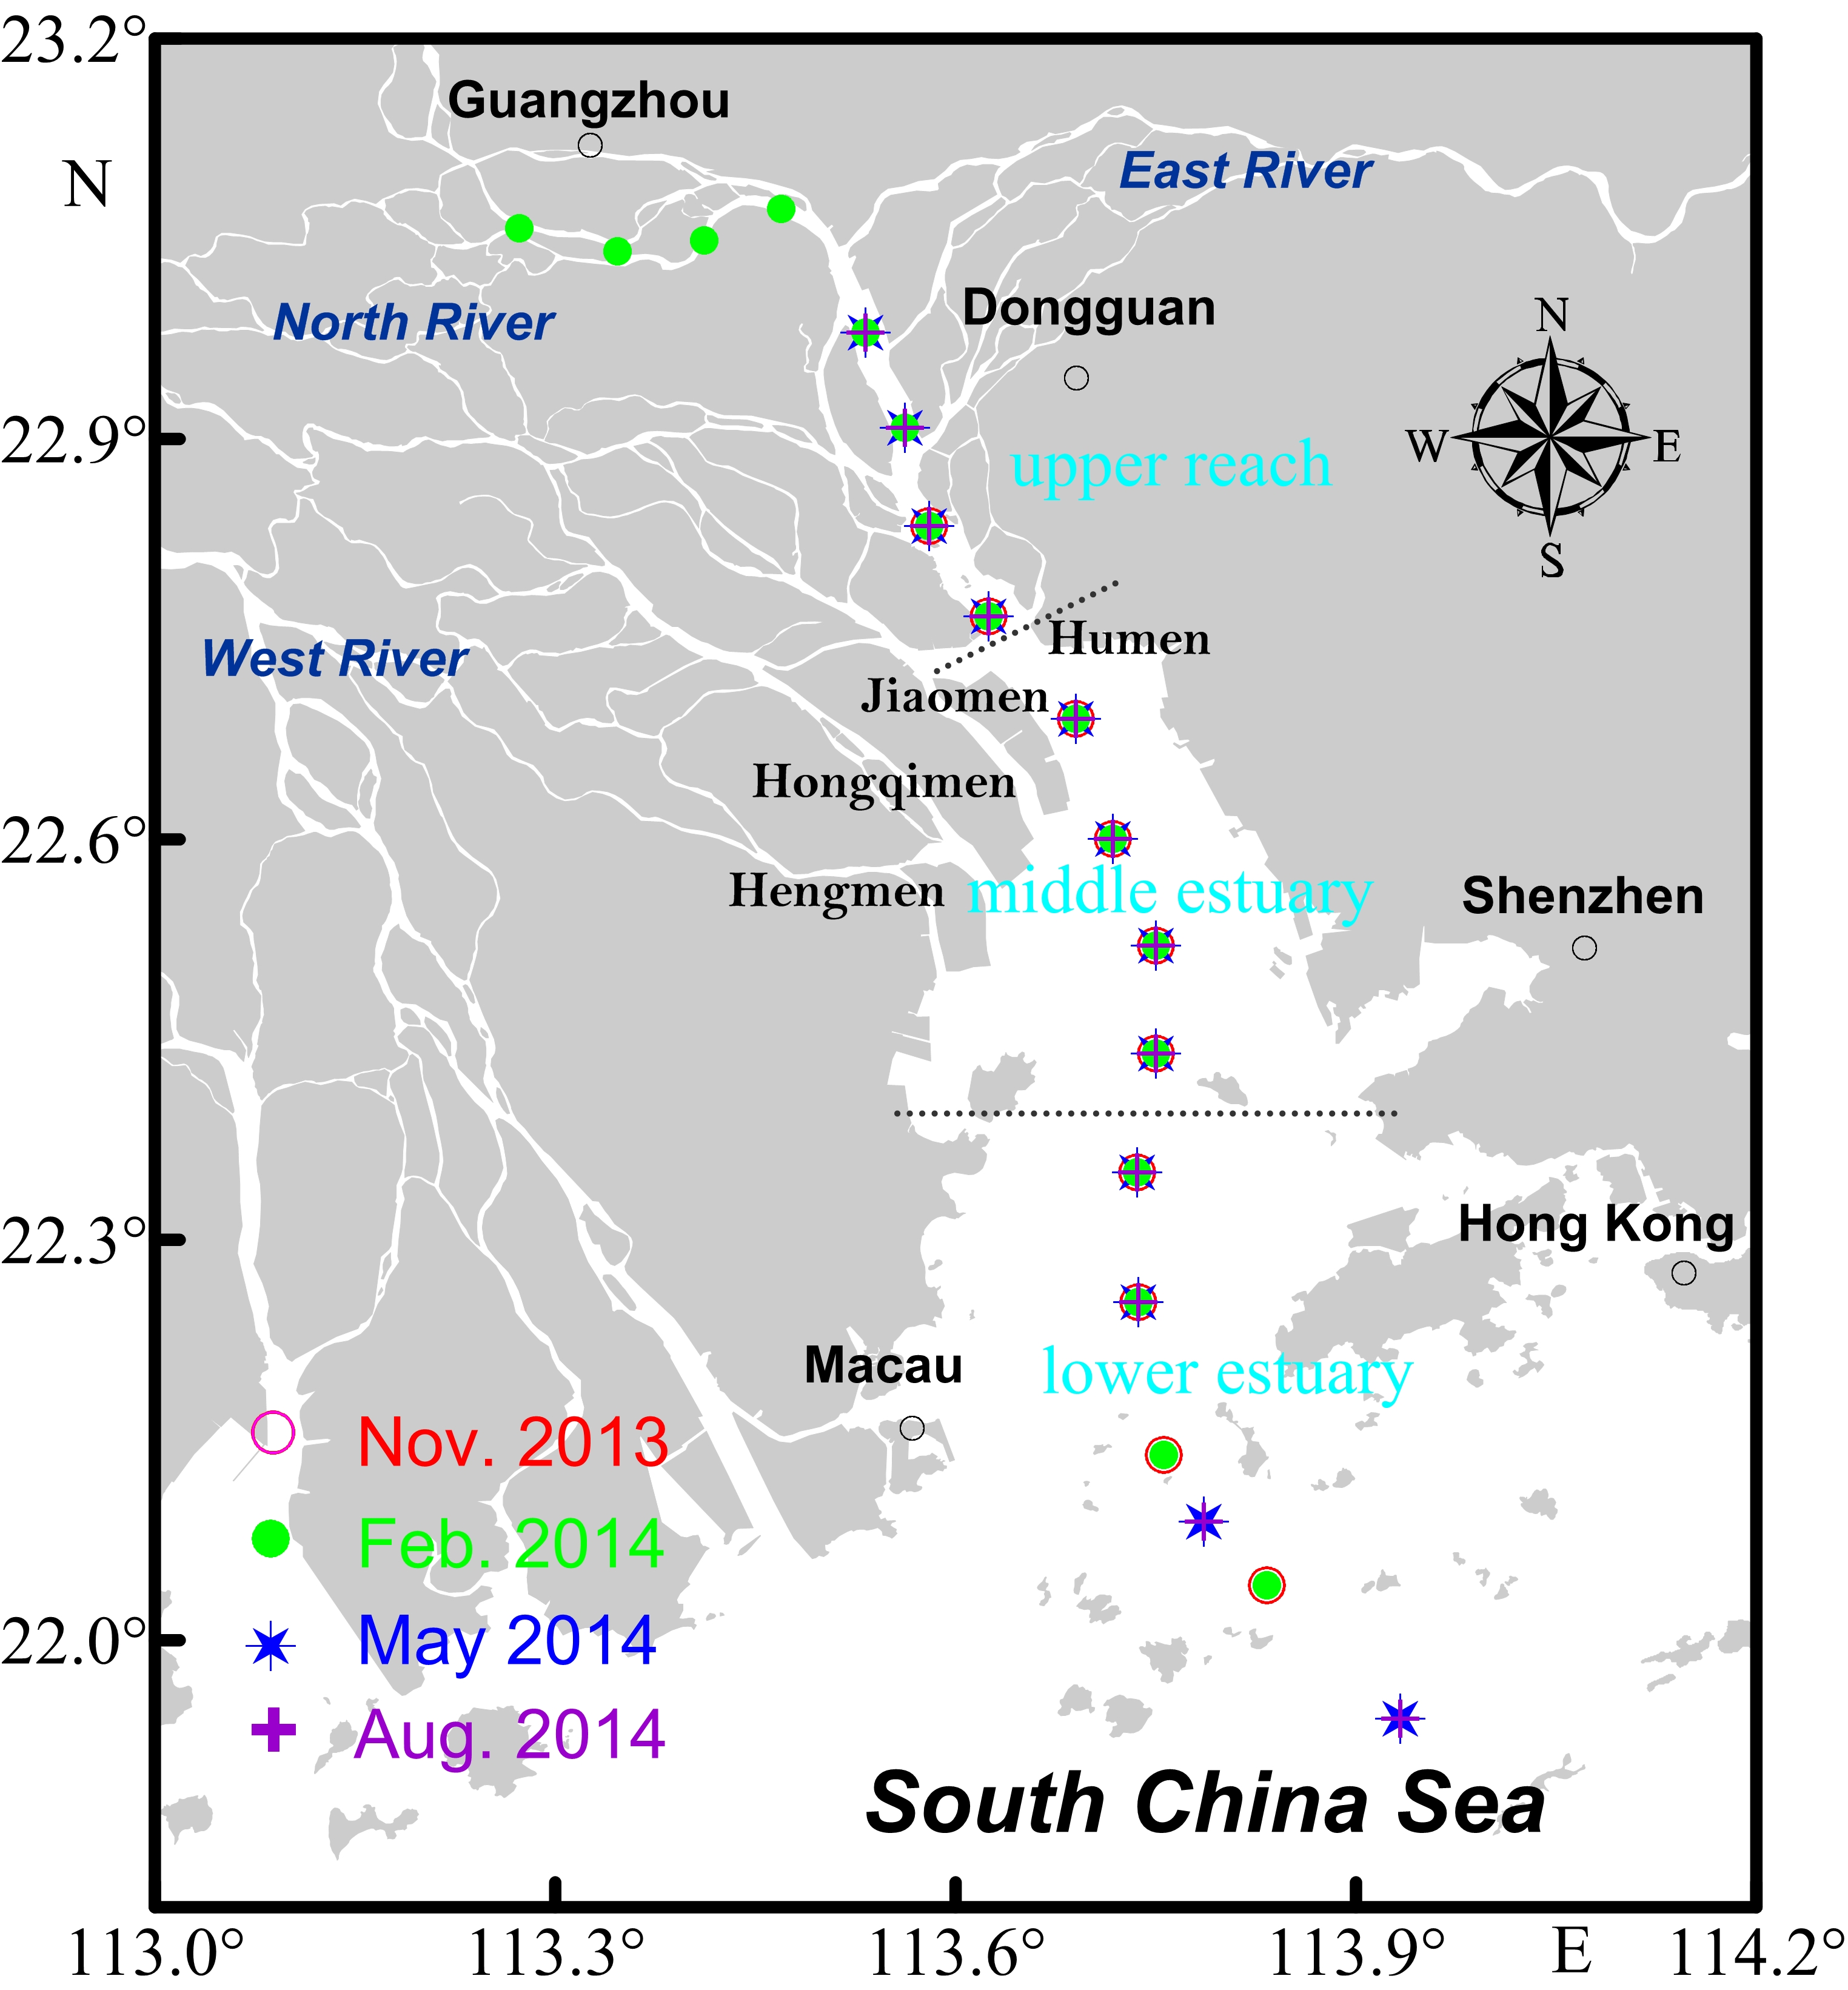 23.2°
Guangzhou
N
East River
North River
Dongguan
N
W
E
S
22.9°
upper reach
Humen
West River
Jiaomen
Hongqimen
22.6°
Hengmen
middle estuary
Shenzhen
22.3°
Hong Kong
Macau
lower estuary
Nov. 2013
Feb. 2014
22.0°
May 2014
Aug. 2014
South China Sea
113.0°
113.3°
113.6°
113.9°
E
114.2°